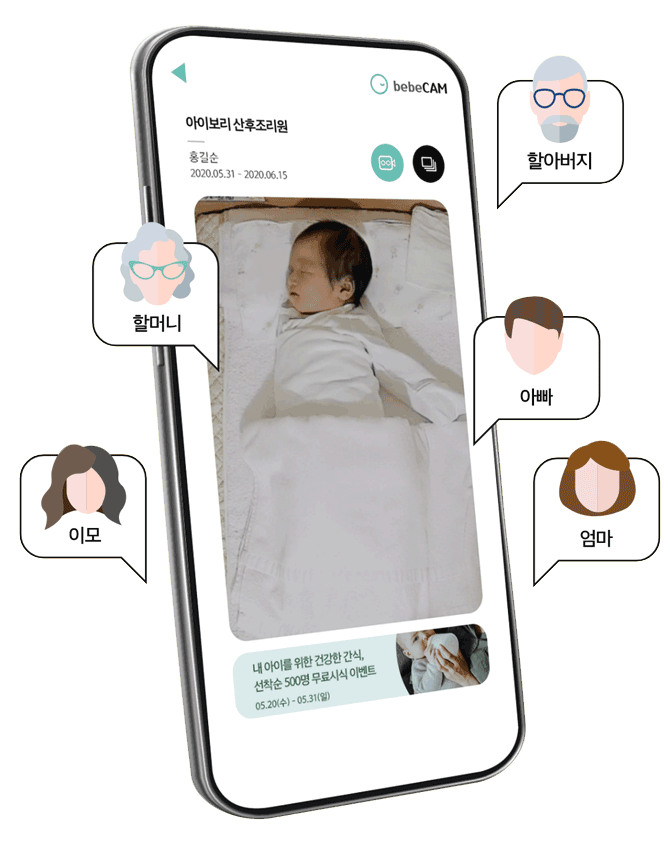 bebeCAM
아이보리 산후조리원
홍길순
2020.05.31 - 2020.06.15
할아버지
할머니
아빠
이모
엄마
내 아이를 위한 건강한 간식,
선착순 500명 무료시식 이벤트
05.20(수) - 05.31(일)